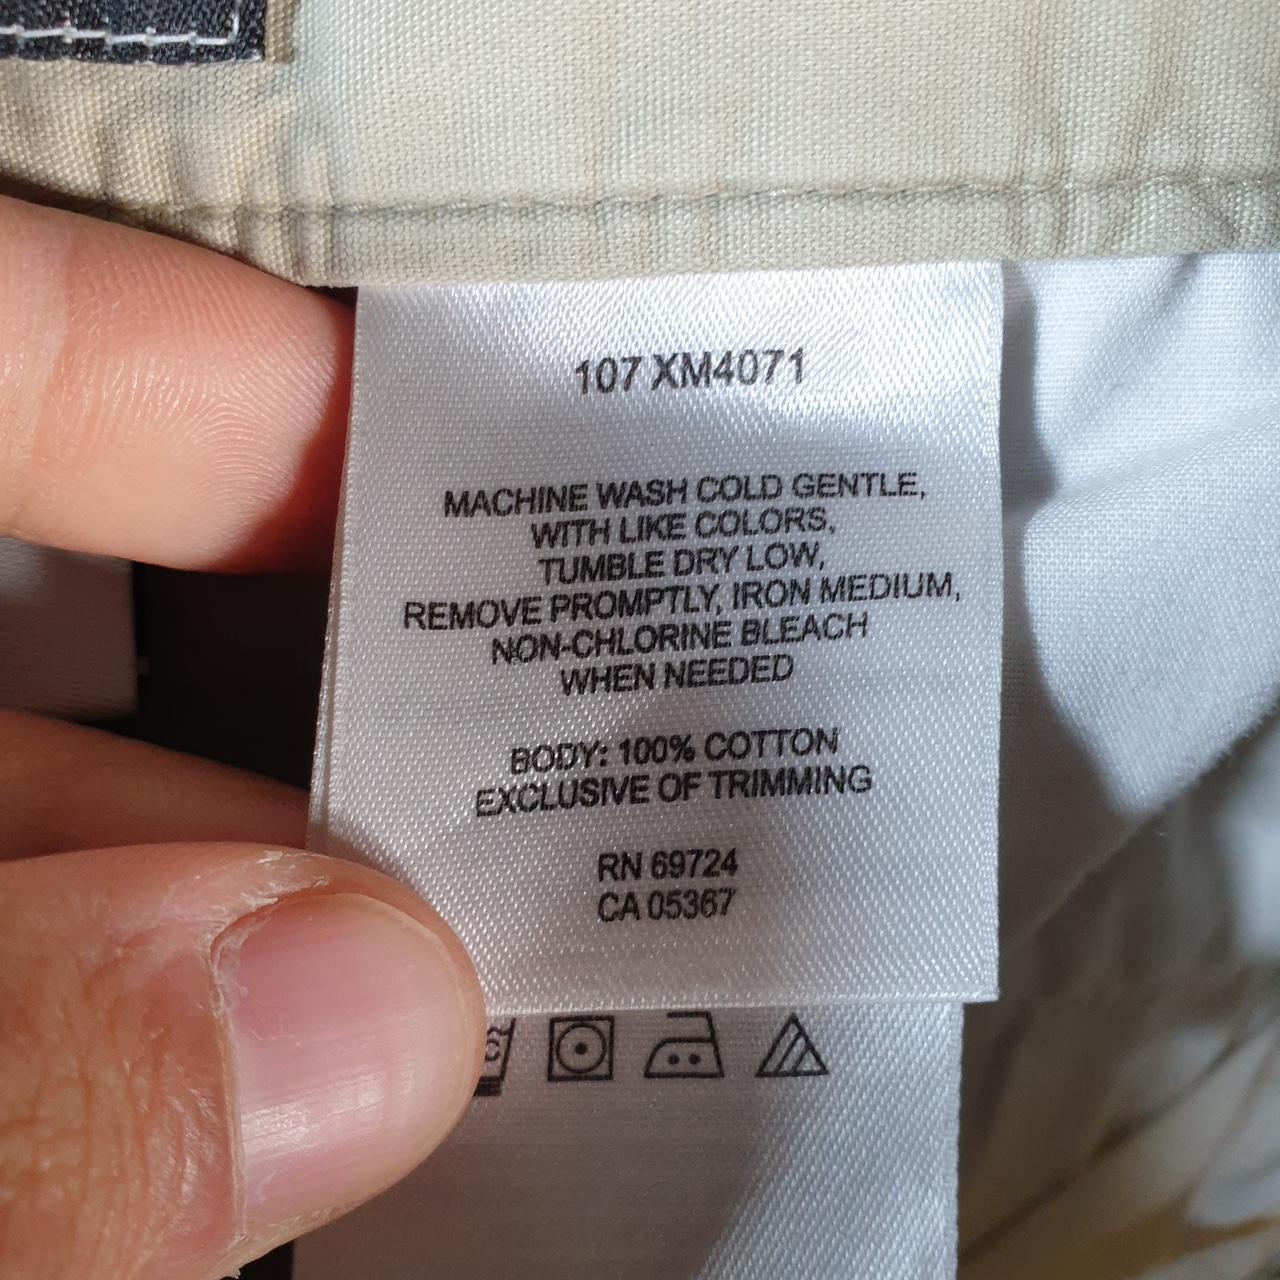 107 XM4071
MACHINE WASH COLD GENTLE,
WITH LIKE COLORS,
TUMBLE DRY LOW,
REMOVE PROMPTLY, IRON MEDIUM,
NON-CHLORINE BLEACH
WHEN NEEDED
BODY: 100% COTTON
EXCLUSIVE OF TRIMMING
RN 69724
CA 05367